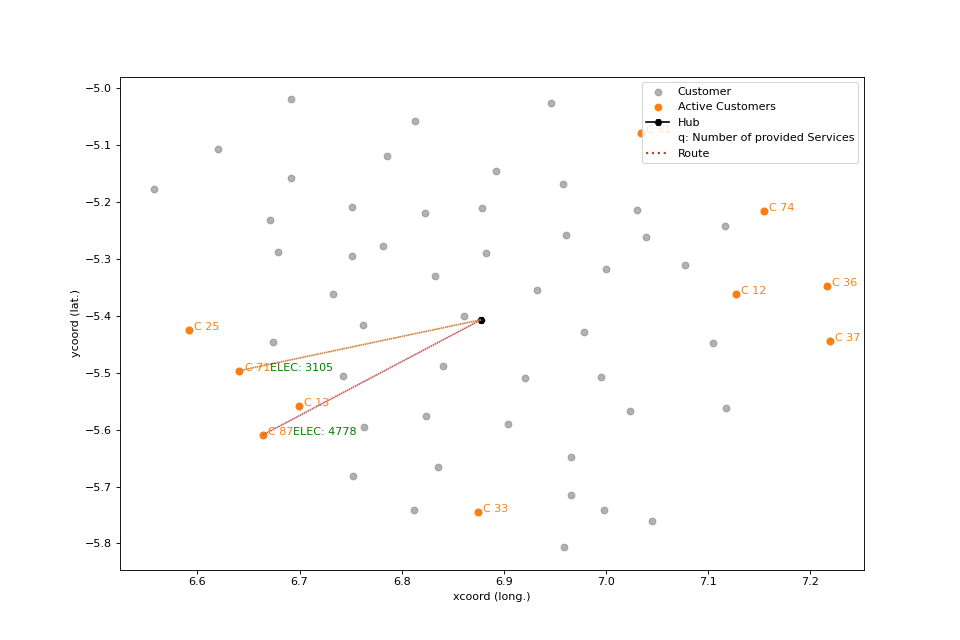 −5.0
−5.1
−5.2
−5.3
−5.4
−5.5
−5.6
−5.7
−5.8
ycoord (lat.)
Customer
Active Customers
Hub
q: Number of provided Services
Route
C 61
C 74
C 36
C 12
C 37
C 25
C 71 ELEC: 3105
C 13
C 87 ELEC: 4778
C 33
6.6 6.7 6.8 6.9 7.0 7.1 7.2
xcoord (long.)